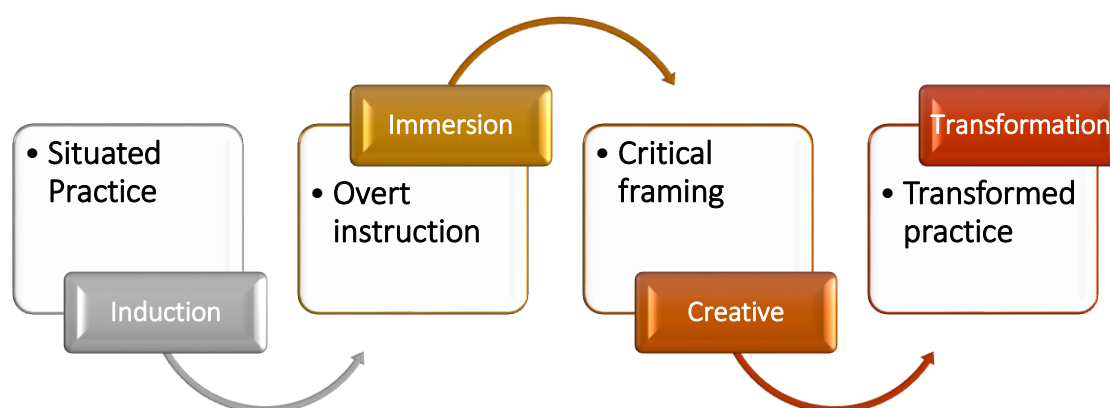 • Situated
Practice
Induction
Immersion
• Overt
instruction
• Critical
framing
Creative
Transformation
• Transformed
practice